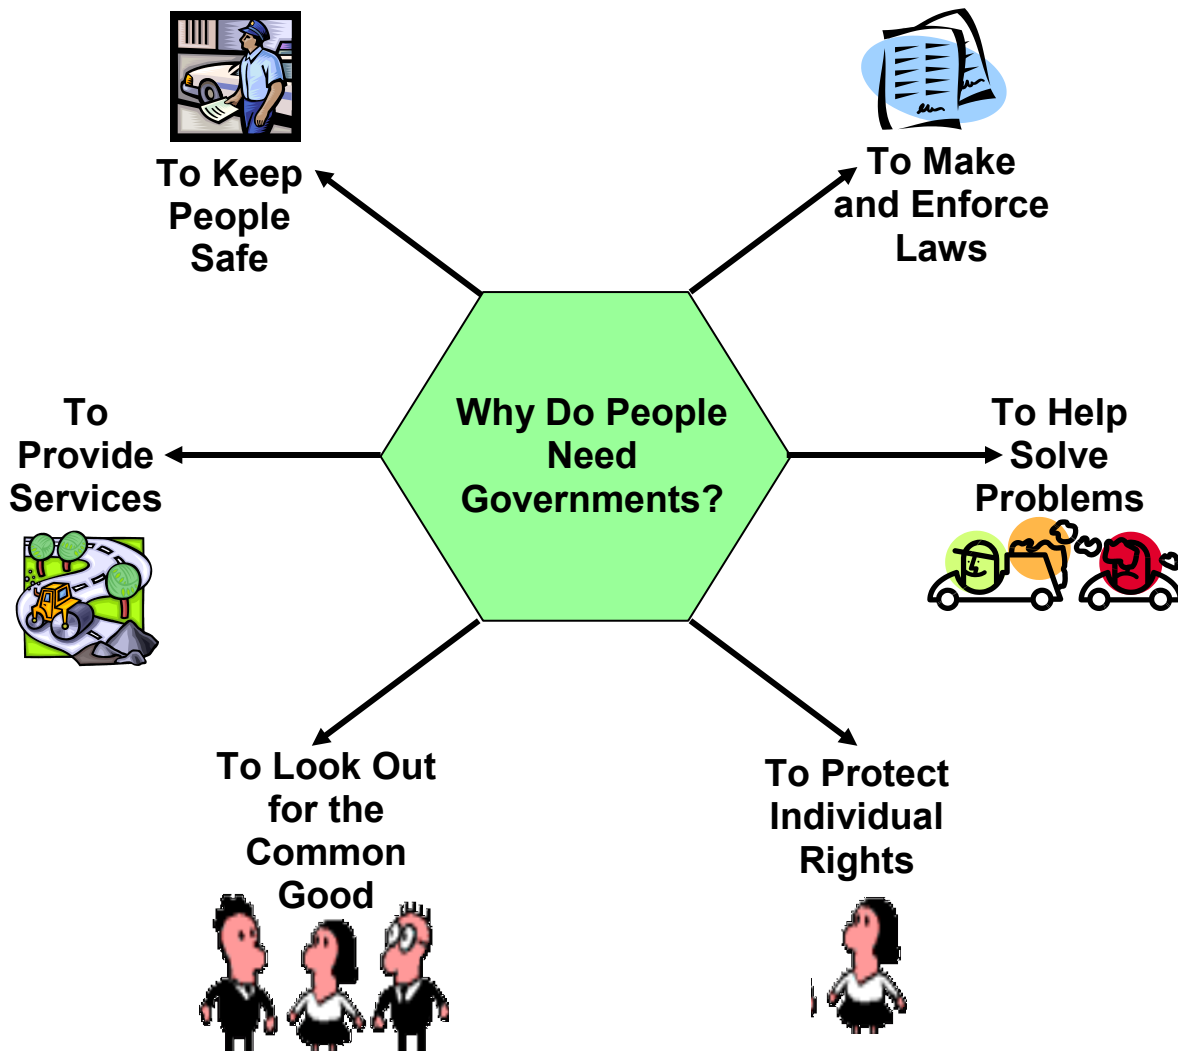 To Keep
People
Safe
To Make
and Enforce
Laws
Why Do People
Need
Governments?
To
Provide
Services
To Help
Solve
Problems
To Look Out
for the
Common
Good
To Protect
Individual
Rights